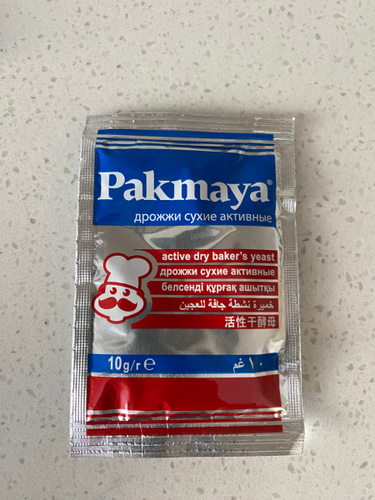 Pakmaya®
дрожжи сухие активные
active dry baker's yeast
дрожжи сухие активные
белсенді құрғақ ашытқы
خميرة نشطة جافة للعجين
活性干酵母
10g/г e ١٠ غم